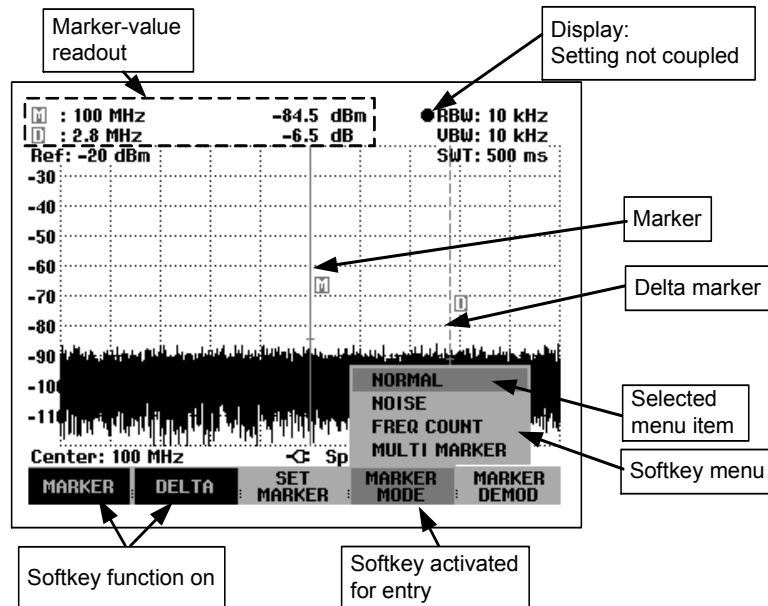 Marker-value
readout
Display:
Setting not coupled
M : 100 MHz -84.5 dBm
D : 2.8 MHz -6.5 dB
RBW: 10 kHz
VBW: 10 kHz
Ref: -20 dBm
SWT: 500 ms
-30
-40
-50
-60
-70
-80
-90
-100
-110
M
D
Marker
Delta marker
NORMAL
NOISE
FREQ COUNT
MULTI MARKER
Selected
menu item
Softkey menu
Center: 100 MHz
Sp
MARKER
DELTA
SET
MARKER
MARKER
MODE
MARKER
DEMOD
Softkey function on
Softkey activated
for entry